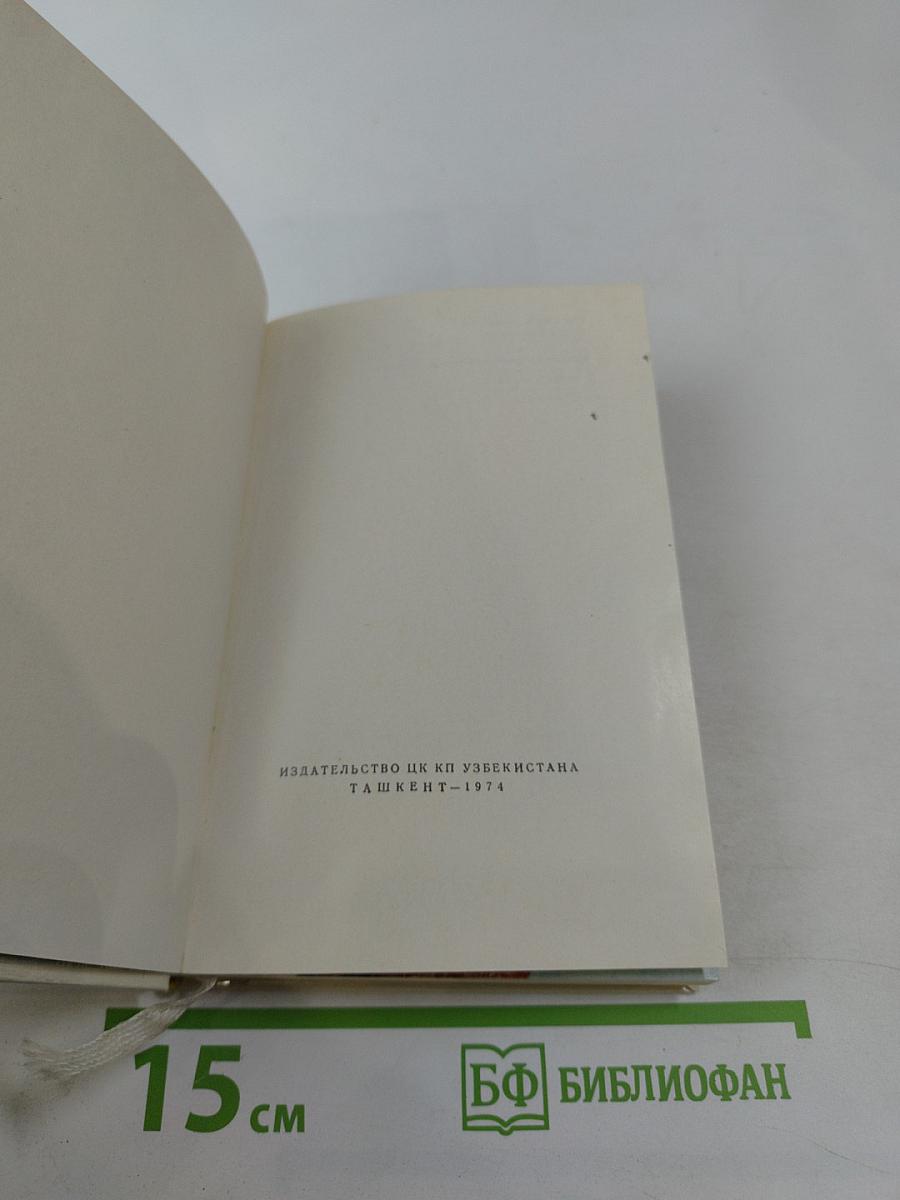 ИЗДАТЕЛЬСТВО ЦК КП УЗБЕКИСТАНА
ТАШКЕНТ—1974
15 см
БФ БИБЛИОФАН